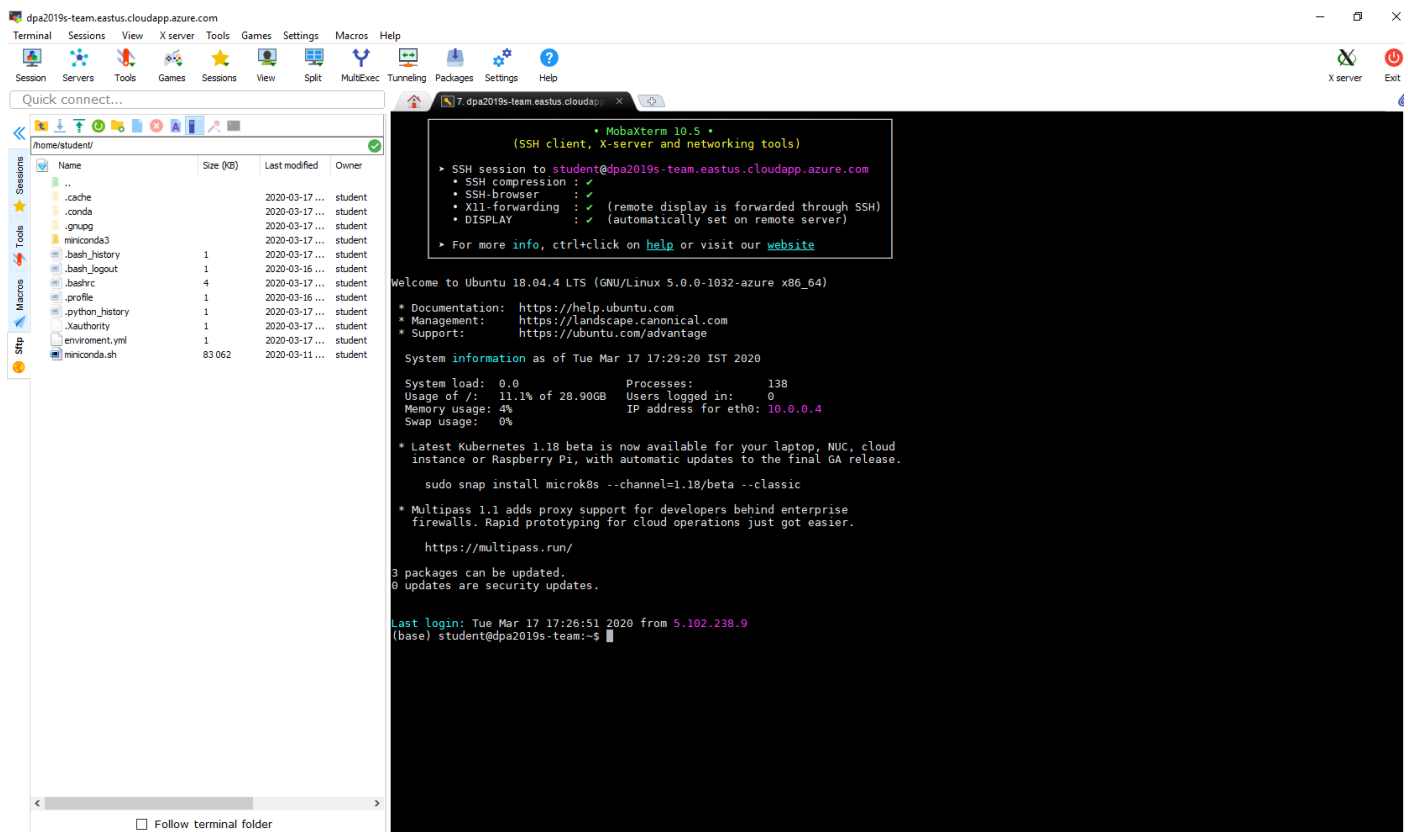 dpa2019s-team.eastus.cloudapp.azure.com
Terminal Sessions View X server Tools Games Settings Macros Help
Session Servers Tools Games Sessions View Split MultiExec Tunneling Packages Settings Help X server Exit
Quick connect...
7. dpa2019s-team.eastus.cloudapp
/home/student/
Name Size (KB) Last modified Owner
..
.cache 2020-03-17 ... student
.conda 2020-03-17 ... student
.gnupg 2020-03-17 ... student
miniconda3 2020-03-17 ... student
.bash_history 1 2020-03-17 ... student
.bash_logout 1 2020-03-16 ... student
.bashrc 4 2020-03-17 ... student
.profile 1 2020-03-16 ... student
.python_history 1 2020-03-17 ... student
.Xauthority 1 2020-03-17 ... student
enviroment.yml 1 2020-03-17 ... student
miniconda.sh 83 062 2020-03-11 ... student
Sessions
Tools
Macros
Sftp
Follow terminal folder
• MobaXterm 10.5 •
(SSH client, X-server and networking tools)
➤ SSH session to student@dpa2019s-team.eastus.cloudapp.azure.com
• SSH compression : ✔
• SSH-browser : ✔
• X11-forwarding : ✔ (remote display is forwarded through SSH)
• DISPLAY : ✔ (automatically set on remote server)
➤ For more info, ctrl+click on help or visit our website
Welcome to Ubuntu 18.04.4 LTS (GNU/Linux 5.0.0-1032-azure x86_64)
* Documentation: https://help.ubuntu.com
* Management: https://landscape.canonical.com
* Support: https://ubuntu.com/advantage
System information as of Tue Mar 17 17:29:20 IST 2020
System load: 0.0 Processes: 138
Usage of /: 11.1% of 28.90GB Users logged in: 0
Memory usage: 4% IP address for eth0: 10.0.0.4
Swap usage: 0%
* Latest Kubernetes 1.18 beta is now available for your laptop, NUC, cloud
instance or Raspberry Pi, with automatic updates to the final GA release.
sudo snap install microk8s --channel=1.18/beta --classic
* Multipass 1.1 adds proxy support for developers behind enterprise
firewalls. Rapid prototyping for cloud operations just got easier.
https://multipass.run/
3 packages can be updated.
0 updates are security updates.
Last login: Tue Mar 17 17:26:51 2020 from 5.102.238.9
(base) student@dpa2019s-team:~$